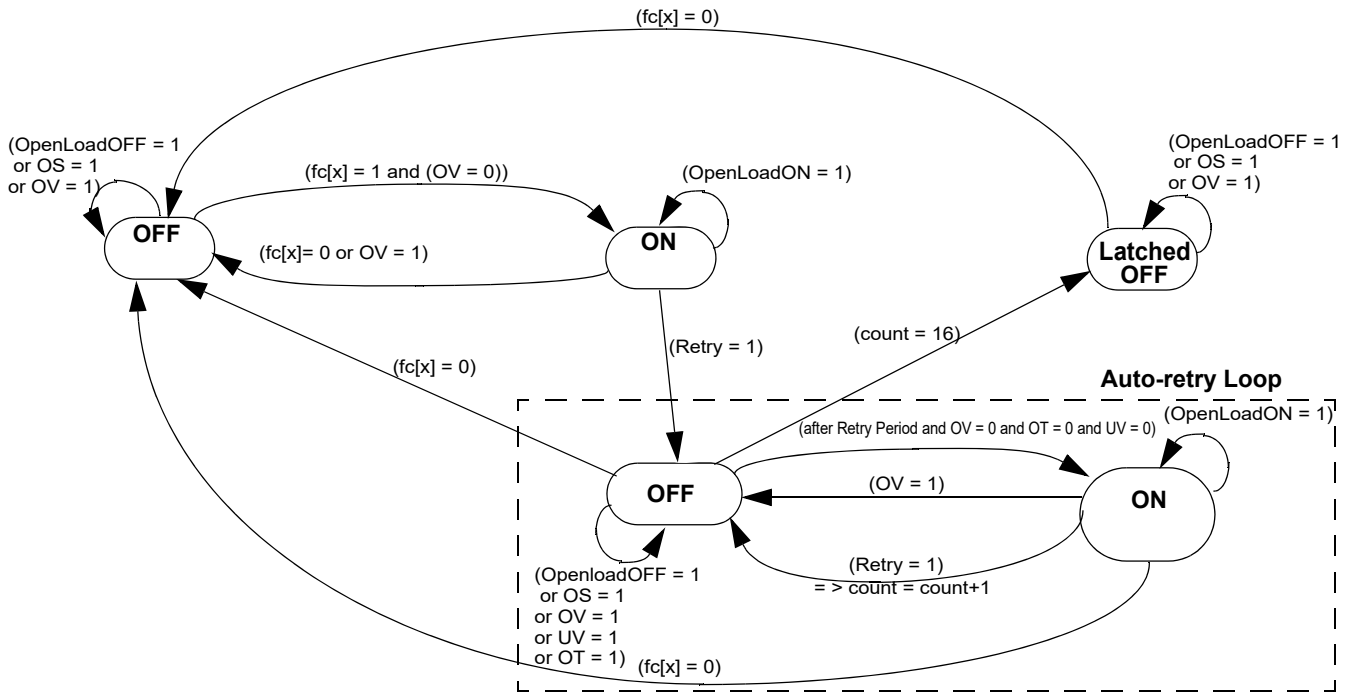 (fc[x] = 0)
(OpenLoadOFF = 1
or OS = 1
or OV = 1)
(fc[x] = 1 and (OV = 0))
(OpenLoadON = 1)
(OpenLoadOFF = 1
or OS = 1
or OV = 1)
OFF
(fc[x]= 0 or OV = 1)
ON
Latched
OFF
(Retry = 1)
(count = 16)
(fc[x] = 0)
Auto-retry Loop
(OpenLoadON = 1)
(after Retry Period and OV = 0 and OT = 0 and UV = 0)
OFF
(OV = 1)
ON
(Retry = 1)
= > count = count+1
(OpenloadOFF = 1
or OS = 1
or OV = 1
or UV = 1
or OT = 1)
(fc[x] = 0)